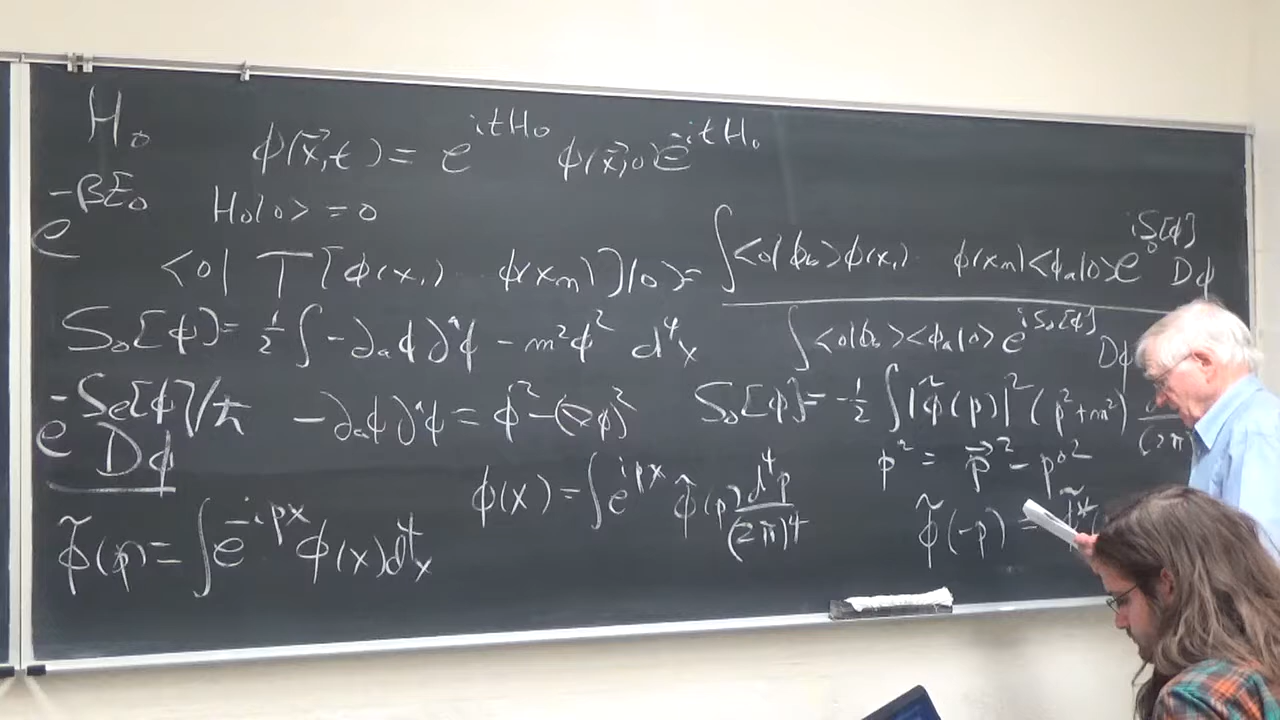 H₀
φ(x⃗,t) = e^{itH₀} φ(x⃗,0) e^{-itH₀}
e^{-βE₀}
H₀|0> = 0
<0| T[φ(x₁) φ(xₙ)]|0> = ∫<0|φ_b>φ(x₁) φ(xₙ)<φₐ|0>e^{iS₀[φ]} Dφ
∫<0|φ_b><φₐ|0> e^{iS₀[φ]} Dφ
S₀[φ] = ½ ∫ -∂ₐφ ∂ᵃφ - m²φ² d⁴x
e^{-Sₑ[φ]/ħ} Dφ
-∂ₐφ ∂ᵃφ = φ̇² - (∇φ)²
S₀[φ] = -½ ∫ |φ̃(p)|² (p²+m²)
p² = p⃗² - p⁰²
φ(x) = ∫e^{ipx} φ̃(p) d⁴p/(2π)⁴
φ̃(-p) = φ̃*(
φ̃(p) = ∫e^{-ipx} φ(x) d⁴x